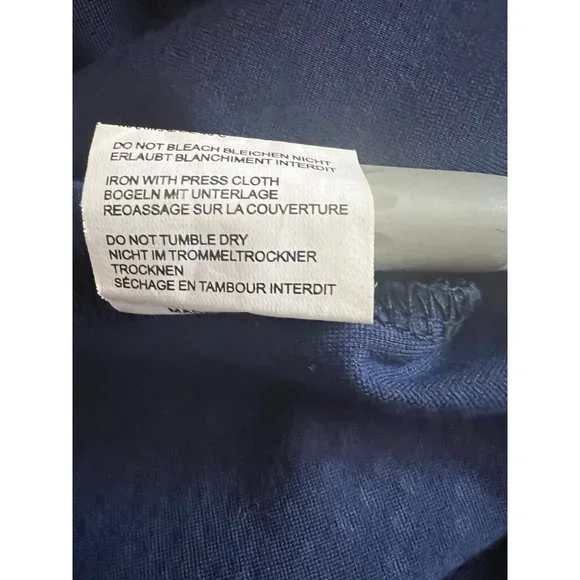 DO NOT BLEACH BLEICHEN NICHT
ERLAUBT BLANCHIMENT INTERDIT
IRON WITH PRESS CLOTH
BOGELN MIT UNTERLAGE
REOASSAGE SUR LA COUVERTURE
DO NOT TUMBLE DRY
NICHT IM TROMMELTROCKNER
TROCKNEN
SÉCHAGE EN TAMBOUR INTERDIT